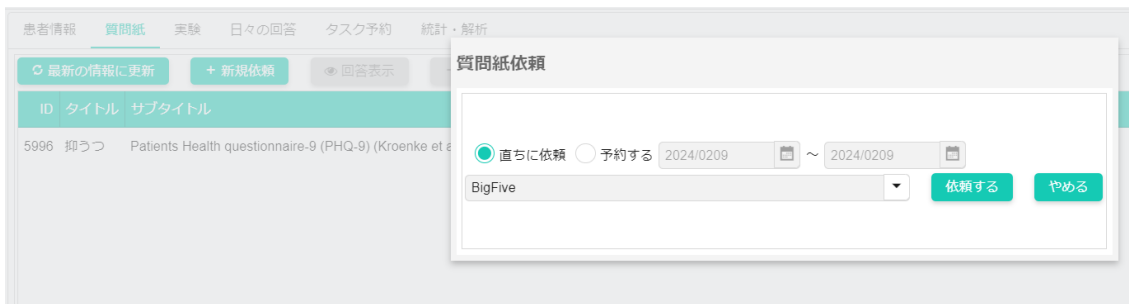 患者情報 質問紙 実験 日々の回答 タスク予約 統計・解析
最新の情報に更新 + 新規依頼 回答表示
ID タイトル サブタイトル
5996 抑うつ Patients Health questionnaire-9 (PHQ-9) (Kroenke et a
質問紙依頼
直ちに依頼 予約する 2024/0209 ～ 2024/0209
BigFive 依頼する やめる